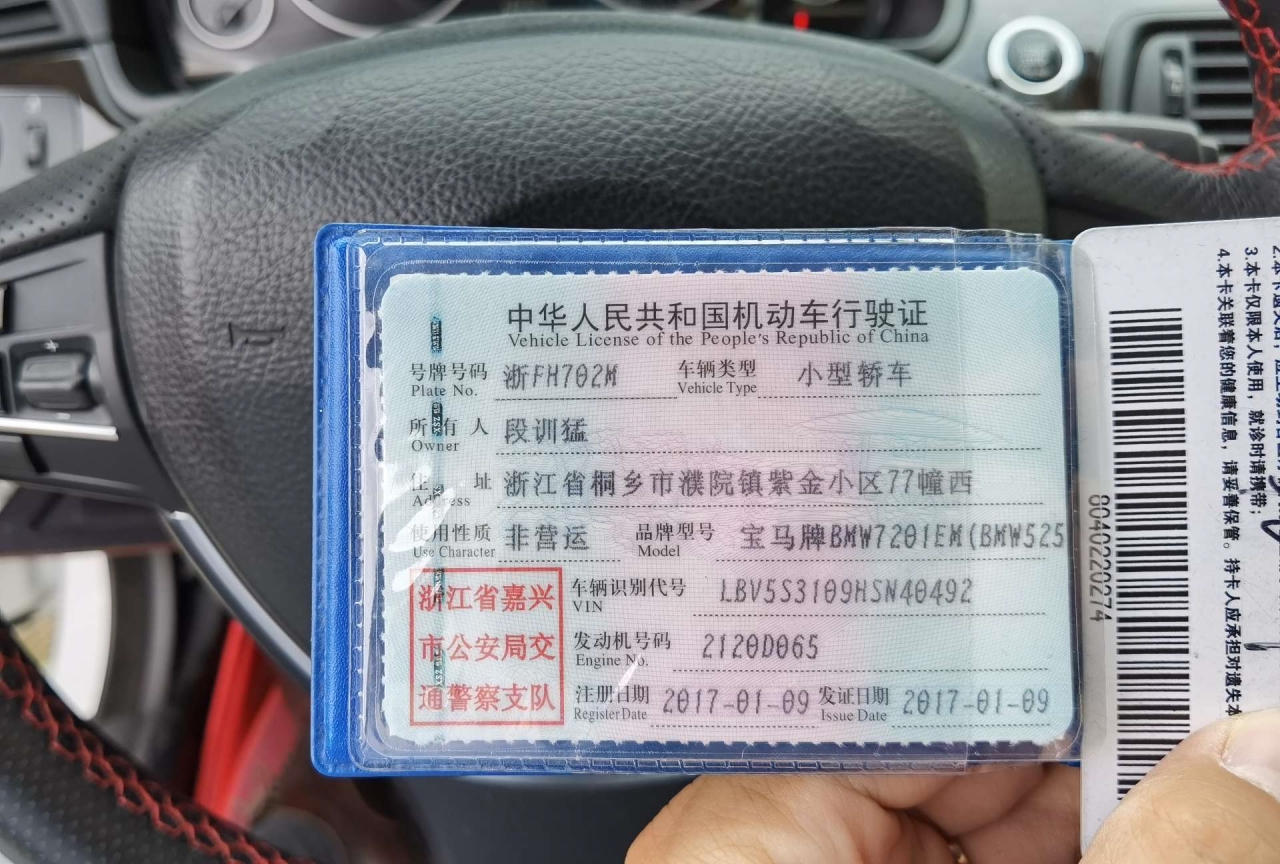 中华人民共和国机动车行驶证
Vehicle License of the People's Republic of China
号牌号码 浙FH702M 车辆类型 小型轿车
Plate No. Vehicle Type
所有人 段训猛
Owner
住址 浙江省桐乡市濮院镇紫金小区77幢西
Address
使用性质 非营运 品牌型号 宝马牌BMW7201EM(BMW525
Use Character Model
浙江省嘉兴
市公安局交
通警察支队
车辆识别代号 LBV5S3109HSN40492
VIN
发动机号码 2120D065
Engine No.
注册日期 2017-01-09 发证日期 2017-01-09
Register Date Issue Date
3.本卡仅限本人使用，就诊时请携带；
4.本卡关联着您的健康信息，请妥善保管。持卡人应承担对遗失本
80402220274